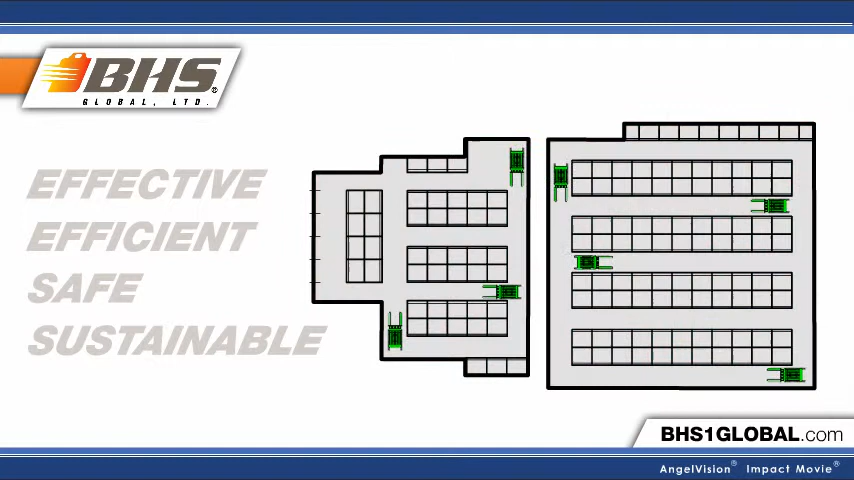 BHS®
GLOBAL, LTD.
EFFECTIVE
EFFICIENT
SAFE
SUSTAINABLE
BHS1GLOBAL.com
AngelVision® Impact Movie®